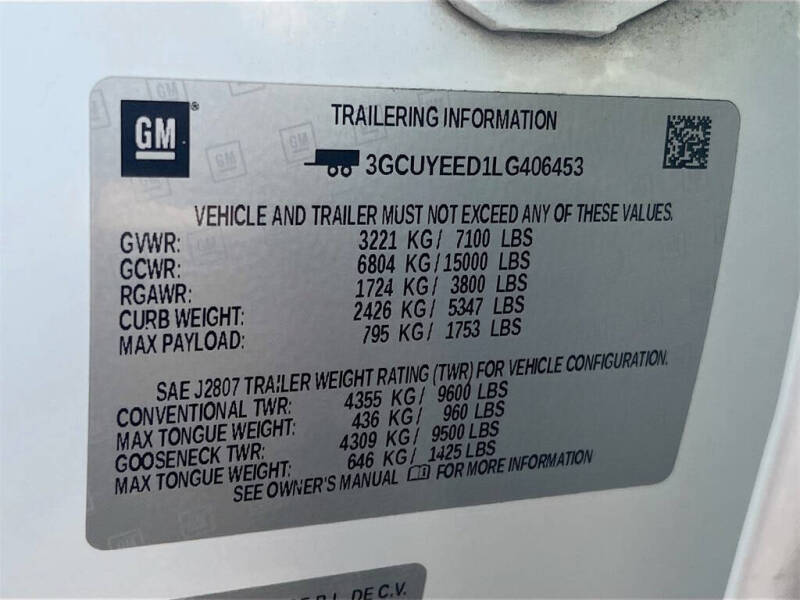 GM®
TRAILERING INFORMATION
3GCUYEED1LG406453
VEHICLE AND TRAILER MUST NOT EXCEED ANY OF THESE VALUES.
GVWR: 3221 KG/ 7100 LBS
GCWR: 6804 KG/15000 LBS
RGAWR: 1724 KG/ 3800 LBS
CURB WEIGHT: 2426 KG/ 5347 LBS
MAX PAYLOAD: 795 KG/ 1753 LBS
SAE J2807 TRAILER WEIGHT RATING (TWR) FOR VEHICLE CONFIGURATION.
CONVENTIONAL TWR: 4355 KG/ 9600 LBS
MAX TONGUE WEIGHT: 436 KG/ 960 LBS
GOOSENECK TWR: 4309 KG/ 9500 LBS
MAX TONGUE WEIGHT: 646 KG/ 1425 LBS
SEE OWNER'S MANUAL FOR MORE INFORMATION
DE C.V.